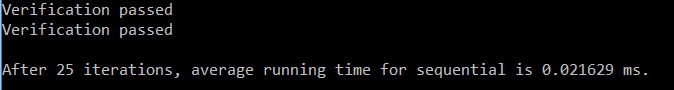 Verification passed
Verification passed
After 25 iterations, average running time for sequential is 0.021629 ms.